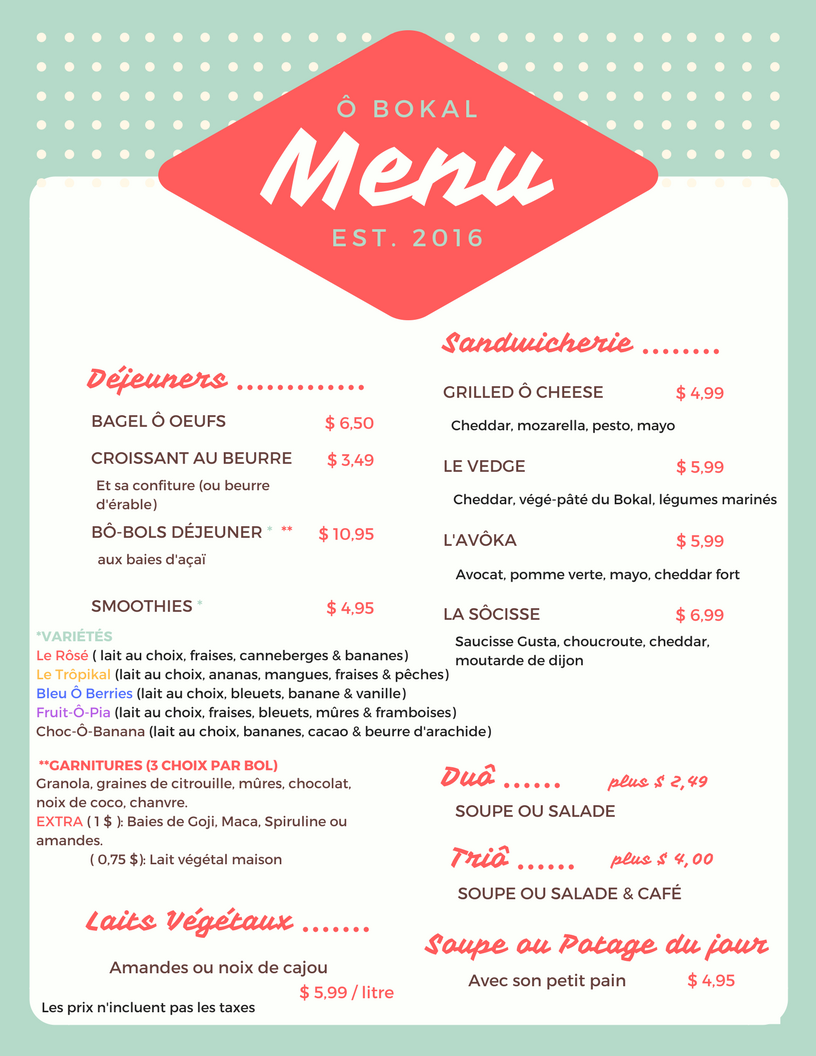 Ô BOKAL
Menu
EST. 2016
Déjeuners .............
BAGEL Ô OEUFS $ 6,50
CROISSANT AU BEURRE $ 3,49
Et sa confiture (ou beurre
d'érable)
BÔ-BOLS DÉJEUNER * ** $ 10,95
aux baies d'açaï
SMOOTHIES * $ 4,95
*VARIÉTÉS
Le Rôsé ( lait au choix, fraises, canneberges & bananes)
Le Trôpikal (lait au choix, ananas, mangues, fraises & pêches)
Bleu Ô Berries (lait au choix, bleuets, banane & vanille)
Fruit-Ô-Pia (lait au choix, fraises, bleuets, mûres & framboises)
Choc-Ô-Banana (lait au choix, bananes, cacao & beurre d'arachide)
**GARNITURES (3 CHOIX PAR BOL)
Granola, graines de citrouille, mûres, chocolat,
noix de coco, chanvre.
EXTRA ( 1 $ ): Baies de Goji, Maca, Spiruline ou
amandes.
( 0,75 $): Lait végétal maison
Laits Végétaux .......
Amandes ou noix de cajou
$ 5,99 / litre
Les prix n'incluent pas les taxes
Sandwicherie ........
GRILLED Ô CHEESE $ 4,99
Cheddar, mozarella, pesto, mayo
LE VEDGE $ 5,99
Cheddar, végé-pâté du Bokal, légumes marinés
L'AVÔKA $ 5,99
Avocat, pomme verte, mayo, cheddar fort
LA SÔCISSE $ 6,99
Saucisse Gusta, choucroute, cheddar,
moutarde de dijon
Duô ...... plus $ 2,49
SOUPE OU SALADE
Triô ...... plus $ 4,00
SOUPE OU SALADE & CAFÉ
Soupe ou Potage du jour
Avec son petit pain $ 4,95